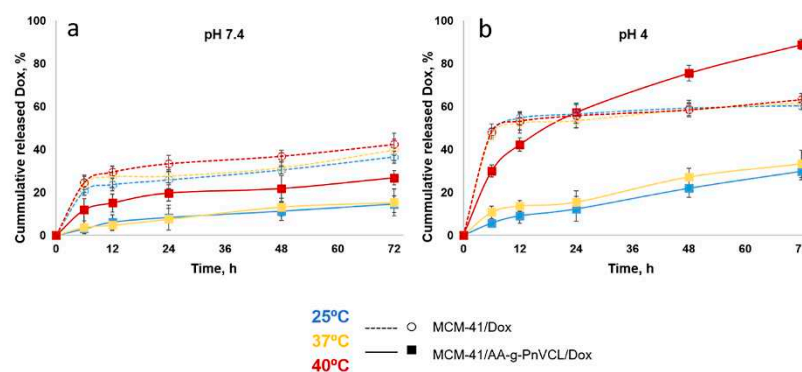 a
pH 7.4
Cummulative released Dox, %
100
80
60
40
20
0
0 12 24 36 48 60 72
Time, h
b
pH 4
Cummulative released Dox, %
100
80
60
40
20
0
0 12 24 36 48 60 7
Time, h
25ºC
37ºC
40ºC
MCM-41/Dox
MCM-41/AA-g-PnVCL/Dox